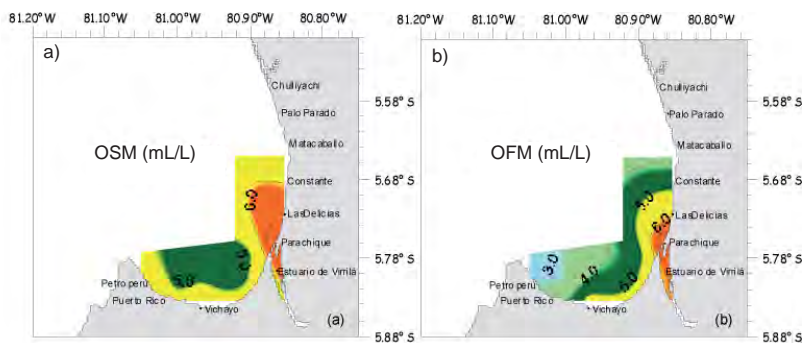 81.20°W 81.10°W 81.00°W 80.90°W 80.80°W
81.20°W 81.10°W 81.00°W 80.90°W 80.80°W
a)
Chulliyachi
Palo Parado
Matacaballo
OSM (mL/L)
Constante
6.0
LasDelicias
Parachique
5.0
Estuario de Virrilá
5.0
Petro perú
Puerto Rico
Vichayo
(a)
5.58° S
5.68° S
5.78° S
5.88° S
b)
Chulliyachi
Palo Parado
Matacaballo
OFM (mL/L)
Constante
5.0
LasDelicias
6.0
Parachique
3.0
Estuario de Virrilá
4.0
5.0
Petro perú
Puerto Rico
Vichayo
(b)
5.58° S
5.68° S
5.78° S
5.88° S